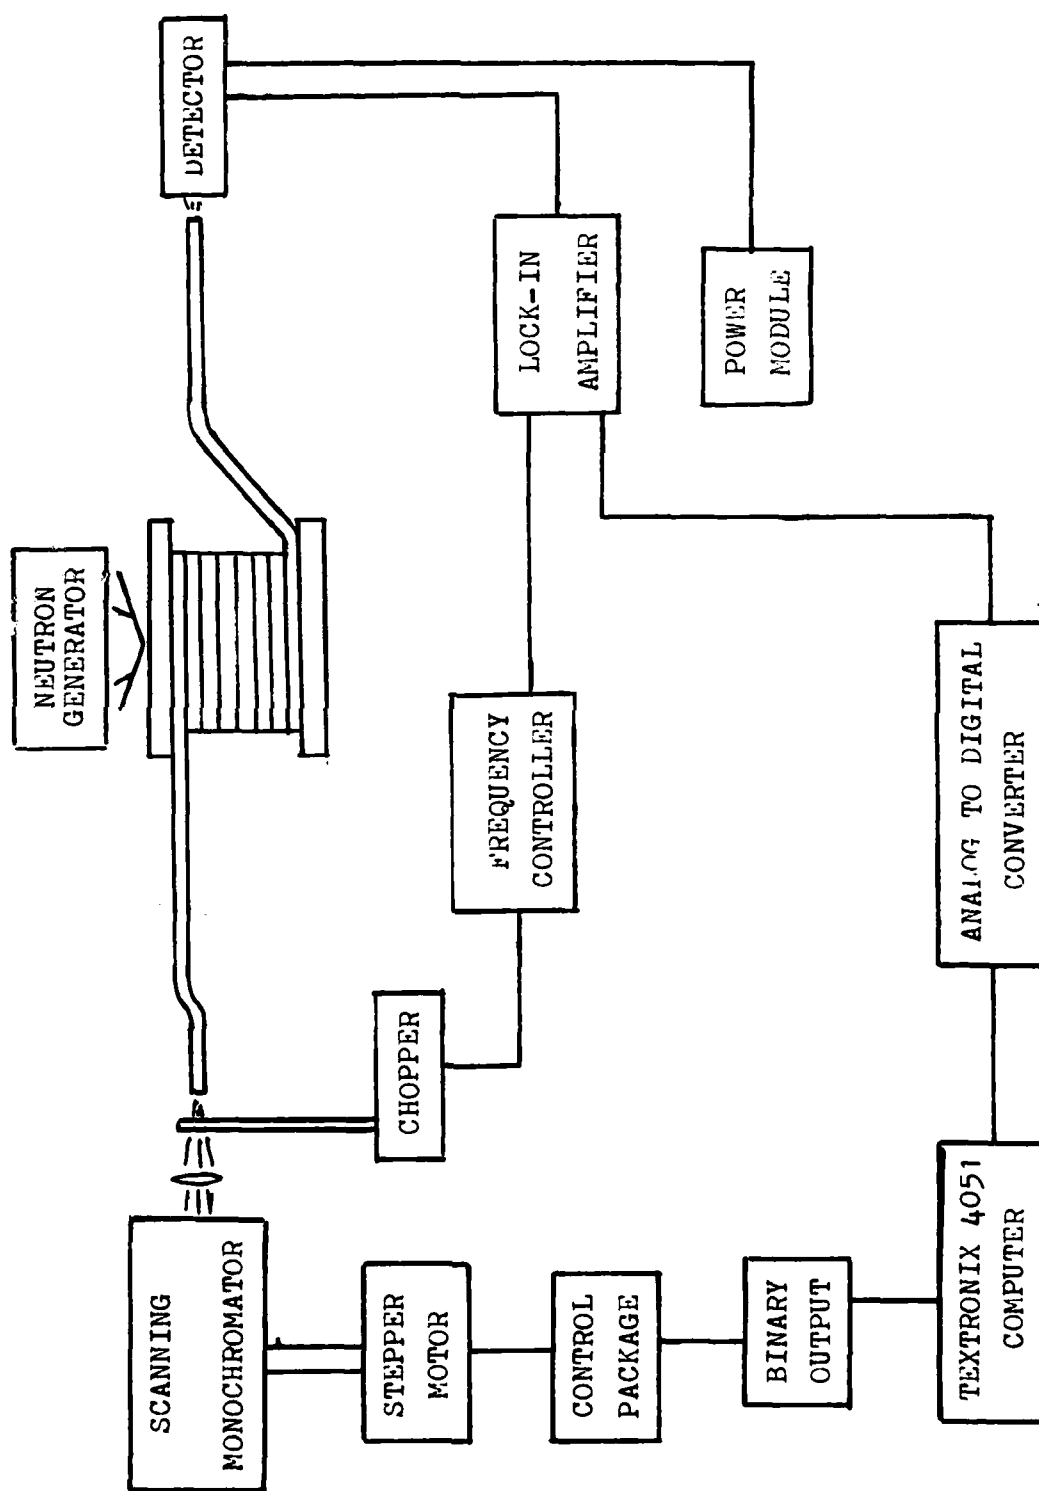 NEUTRON
GENERATOR
DETECTOR
SCANNING
MONOCHROMATOR
CHOPPER
LOCK-IN
AMPLIFIER
FREQUENCY
CONTROLLER
POWER
MODULE
STEPPER
MOTOR
CONTROL
PACKAGE
BINARY
OUTPUT
TEXTRONIX 4051
COMPUTER
ANALOG TO DIGITAL
CONVERTER